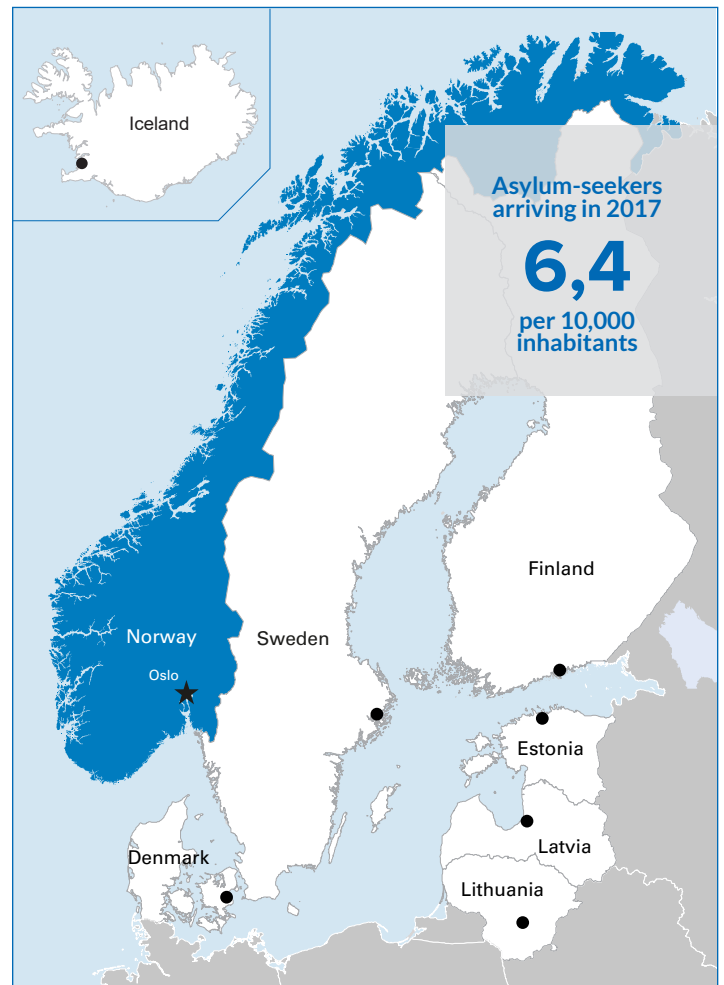 Iceland
Asylum-seekers
arriving in 2017
6,4
per 10,000
inhabitants
Finland
Norway
Sweden
Oslo
Estonia
Latvia
Denmark
Lithuania